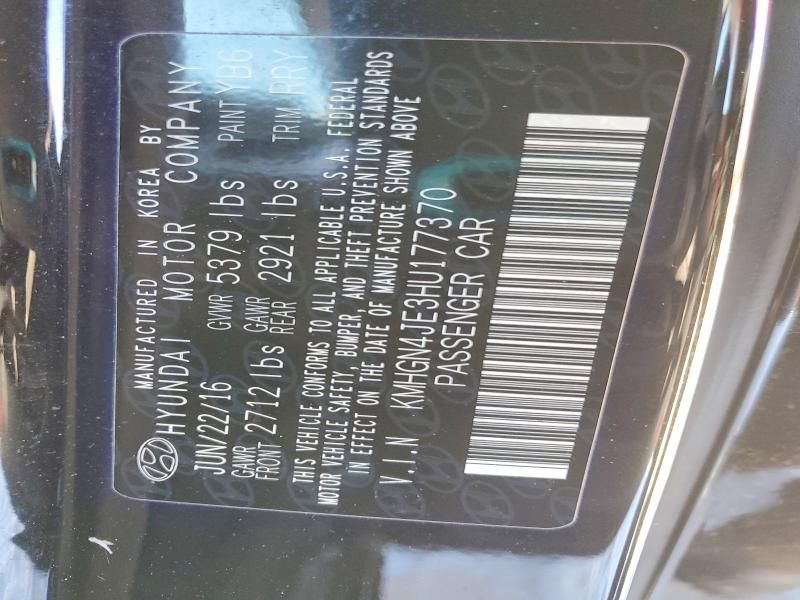 MANUFACTURED IN KOREA BY
HYUNDAI MOTOR COMPANY
JUN/22/16 GVWR 5379 lbs PAINT YB6
GAWR FRONT 2712 lbs GAWR REAR 2921 lbs TRIM RRY
THIS VEHICLE CONFORMS TO ALL APPLICABLE U.S.A. FEDERAL
MOTOR VEHICLE SAFETY, BUMPER, AND THEFT PREVENTION STANDARDS
IN EFFECT ON THE DATE OF MANUFACTURE SHOWN ABOVE
V.I.N KMHGN4JE3HU177370
PASSENGER CAR